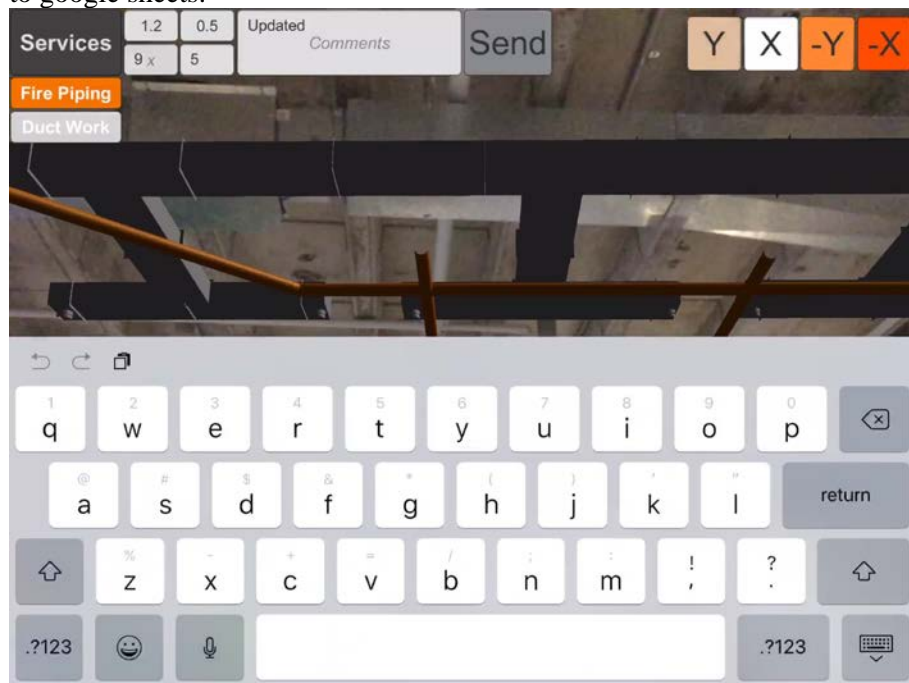 to google sheets.
Services
1.2 0.5
9 x 5
Updated
Comments
Send
Y X -Y -X
Fire Piping
Duct Work
1 2 3 4 5 6 7 8 9 0
q w e r t y u i o p
@ # $ & * ( ) ' "
a s d f g h j k l return
% - + = / ; : ! ?
z x c v b n m , .
.?123 .?123